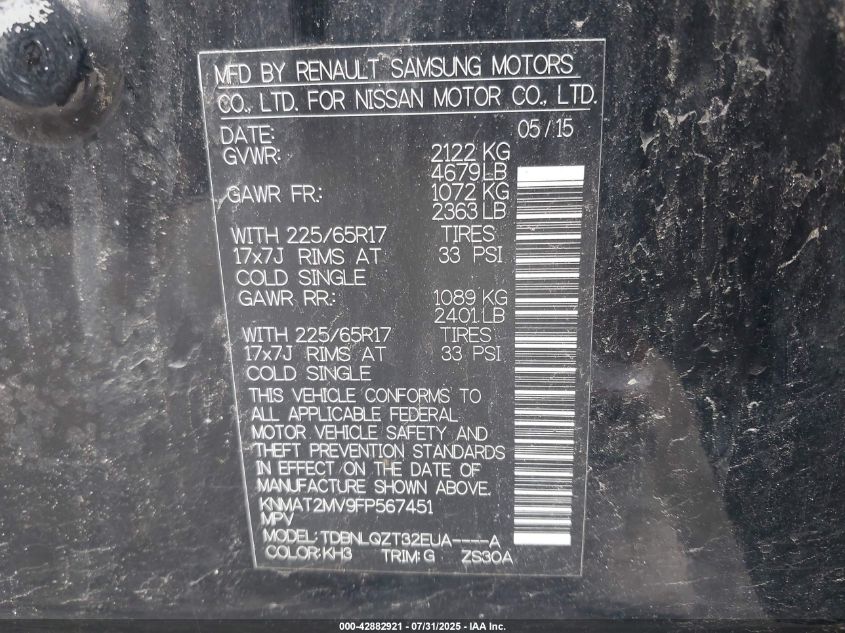 MFD BY RENAULT SAMSUNG MOTORS
CO., LTD. FOR NISSAN MOTOR CO., LTD.
DATE: 05/15
GVWR: 2122 KG
4679 LB
GAWR FR: 1072 KG
2363 LB
WITH 225/65R17 TIRES
17x7J RIMS AT 33 PSI
COLD SINGLE
GAWR RR: 1089 KG
2401 LB
WITH 225/65R17 TIRES
17x7J RIMS AT 33 PSI
COLD SINGLE
THIS VEHICLE CONFORMS TO
ALL APPLICABLE FEDERAL
MOTOR VEHICLE SAFETY AND
THEFT PREVENTION STANDARDS
IN EFFECT ON THE DATE OF
MANUFACTURE SHOWN ABOVE.
KNMAT2MV9FP567451
MPV
MODEL: TDBNLQZT32EUA----A
COLOR: KH3 TRIM: G ZS30A
000-42882921 - 07/31/2025 - IAA Inc.